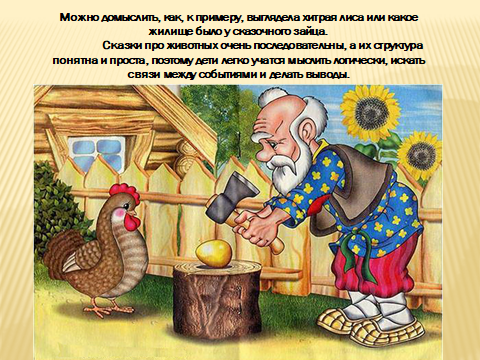 Можно домыслить, как, к примеру, выглядела хитрая лиса или какое
жилище было у сказочного зайца.
Сказки про животных очень последовательны, а их структура
понятна и проста, поэтому дети легко учатся мыслить логически, искать
связи между событиями и делать выводы.